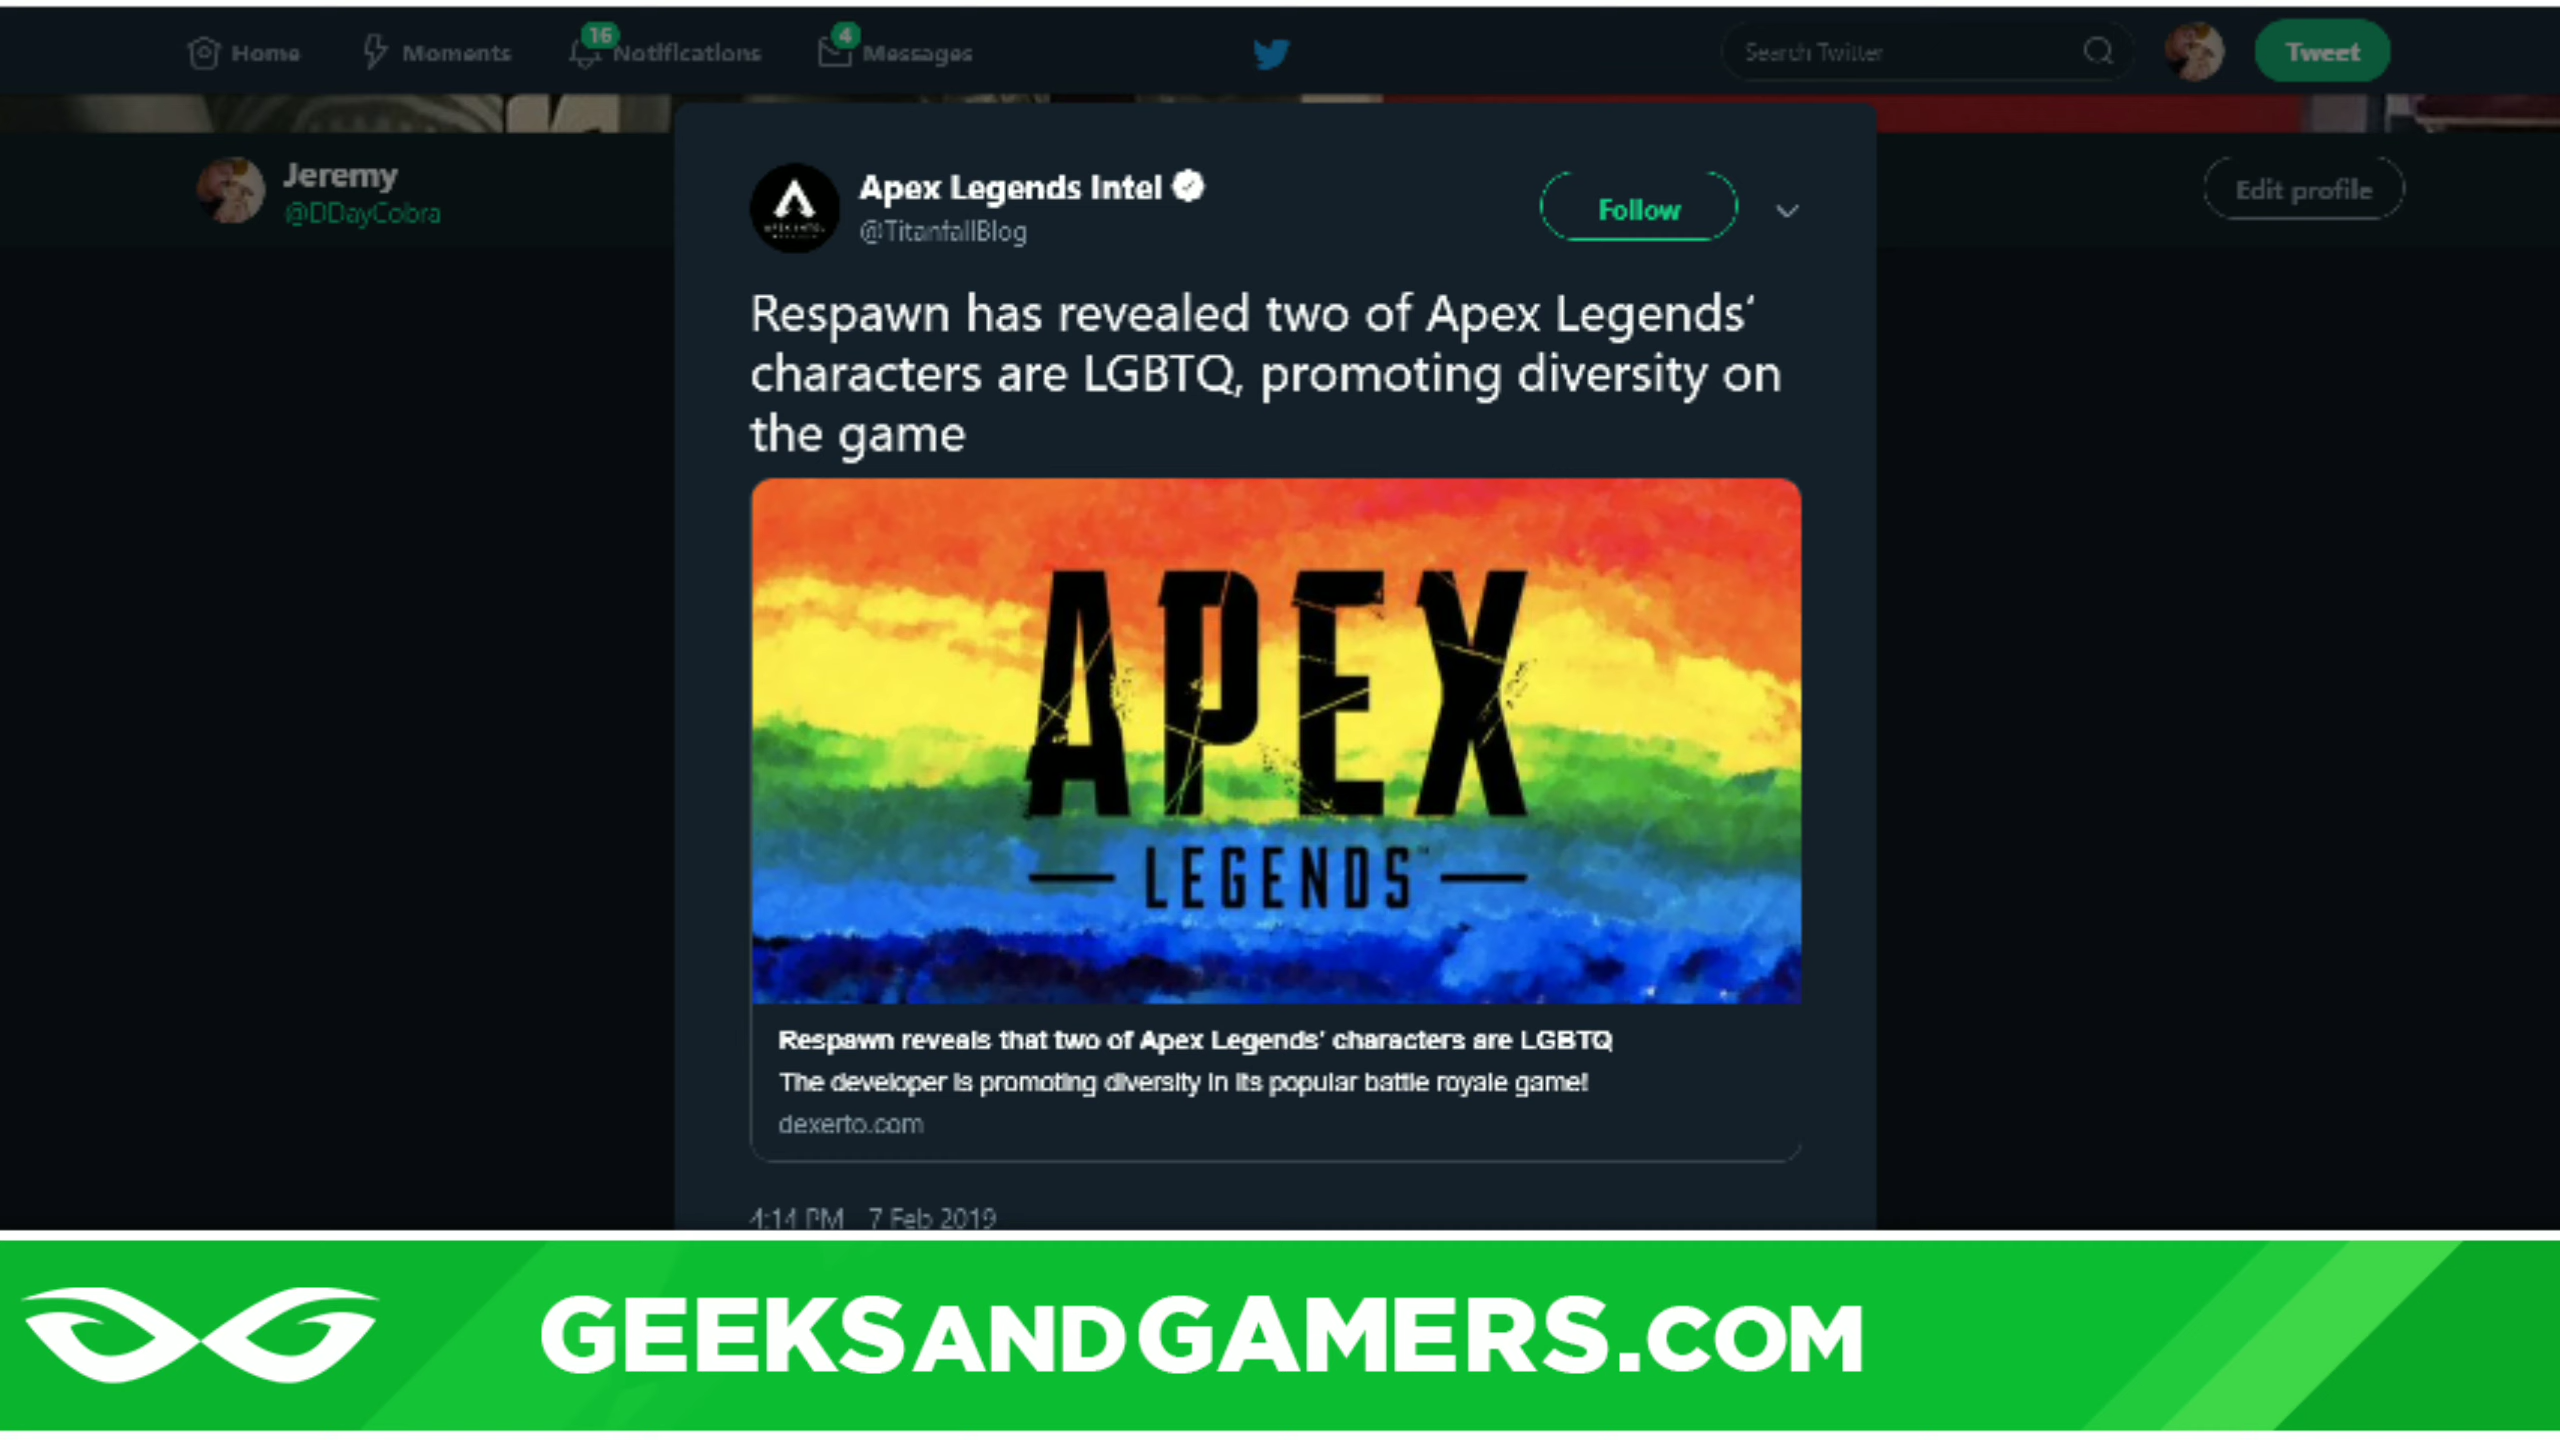 Home
Moments
16
Notifications
4
Messages
Search Twitter
Tweet
Jeremy
@DDayCobra
Edit profile
Apex Legends Intel
@TitanfallBlog
Follow
Respawn has revealed two of Apex Legends'
characters are LGBTQ, promoting diversity on
the game
APEX
LEGENDS
Respawn reveals that two of Apex Legends' characters are LGBTQ
The developer is promoting diversity in its popular battle royale game!
dexerto.com
4:14 PM 7 Feb 2019
GEEKSANDGAMERS.COM